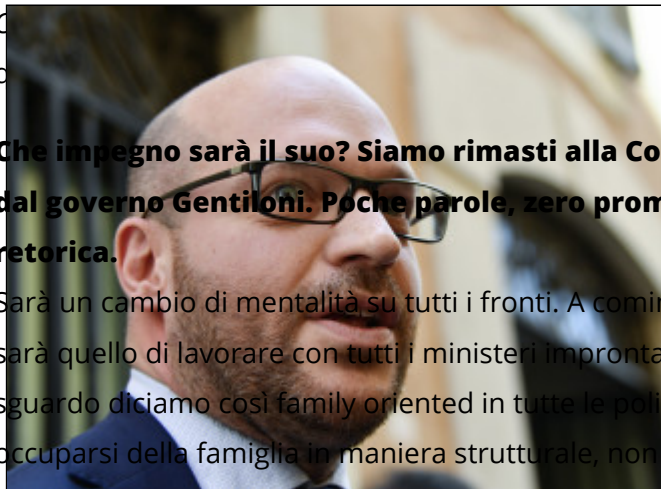 Che impegno sarà il suo? Siamo rimasti alla Co
dal governo Gentiloni. Poche parole, zero prom
retorica.
Sarà un cambio di mentalità su tutti i fronti. A comin
sarà quello di lavorare con tutti i ministeri impronta
sguardo diciamo così family oriented in tutte le poli
occuparsi della famiglia in maniera strutturale, non